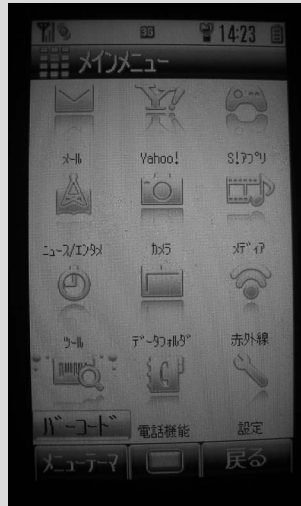 3G 14:23
メインメニュー
メール Yahoo! S!アプリ
ニュース/エンタメ カメラ メディア
ツール データフォルダ 赤外線
バーコード 電話機能 設定
メニューテーマ 戻る